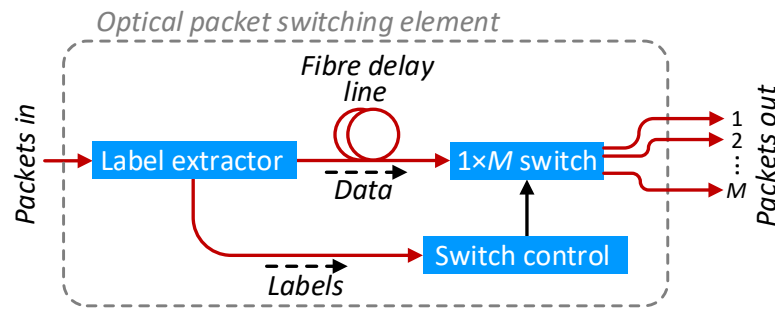 Optical packet switching element
Packets in
Fibre delay
line
Label extractor
Data
1×M switch
1
2
...
M
Packets out
Labels
Switch control